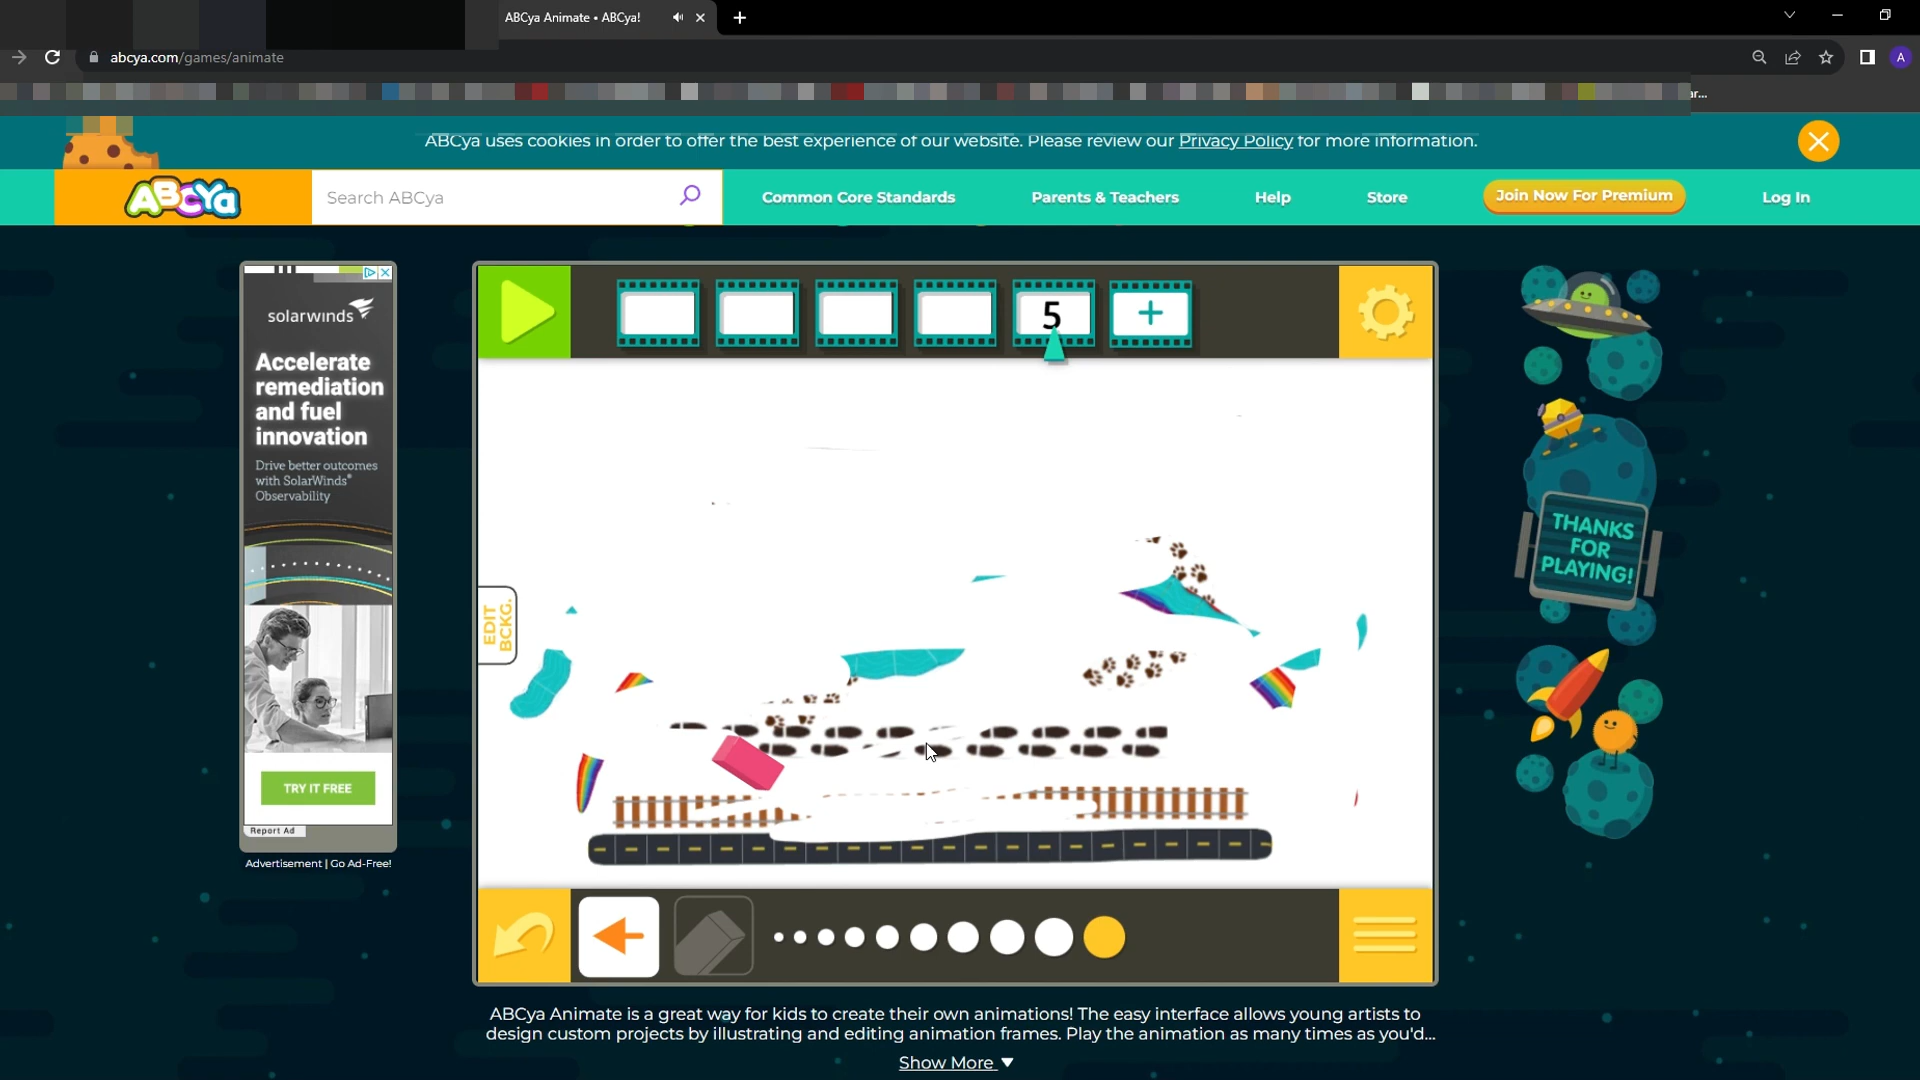 ABCya Animate • ABCya!
abcya.com/games/animate
A
ar...
ABCya uses cookies in order to offer the best experience of our website. Please review our Privacy Policy for more information.
ABCYa
Search ABCya
Common Core Standards
Parents & Teachers
Help
Store
Join Now For Premium
Log In
solarwinds
Accelerate
remediation
and fuel
innovation
Drive better outcomes
with SolarWinds®
Observability
TRY IT FREE
Report Ad
Advertisement | Go Ad-Free!
5
+
EDIT
BCKG.
THANKS
FOR
PLAYING!
ABCya Animate is a great way for kids to create their own animations! The easy interface allows young artists to
design custom projects by illustrating and editing animation frames. Play the animation as many times as you'd...
Show More ▼